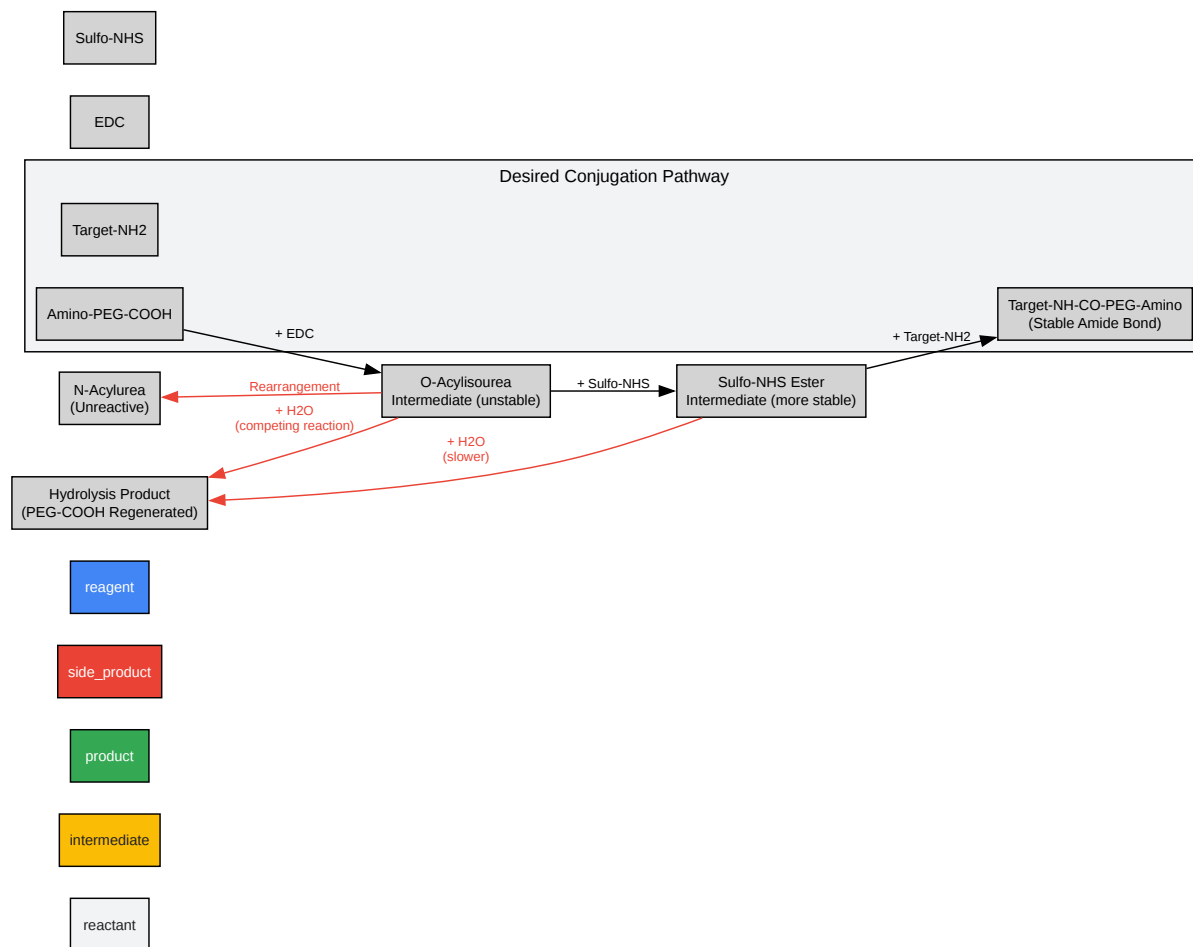 Sulfo-NHS
EDC
Desired Conjugation Pathway
Target-NH2
Amino-PEG-COOH
+ EDC
Target-NH-CO-PEG-Amino
(Stable Amide Bond)
+ Target-NH2
N-Acylurea
(Unreactive)
Rearrangement
O-Acylisourea
Intermediate (unstable)
+ Sulfo-NHS
Sulfo-NHS Ester
Intermediate (more stable)
+ H2O
(competing reaction)
+ H2O
(slower)
Hydrolysis Product
(PEG-COOH Regenerated)
reagent
side_product
product
intermediate
reactant